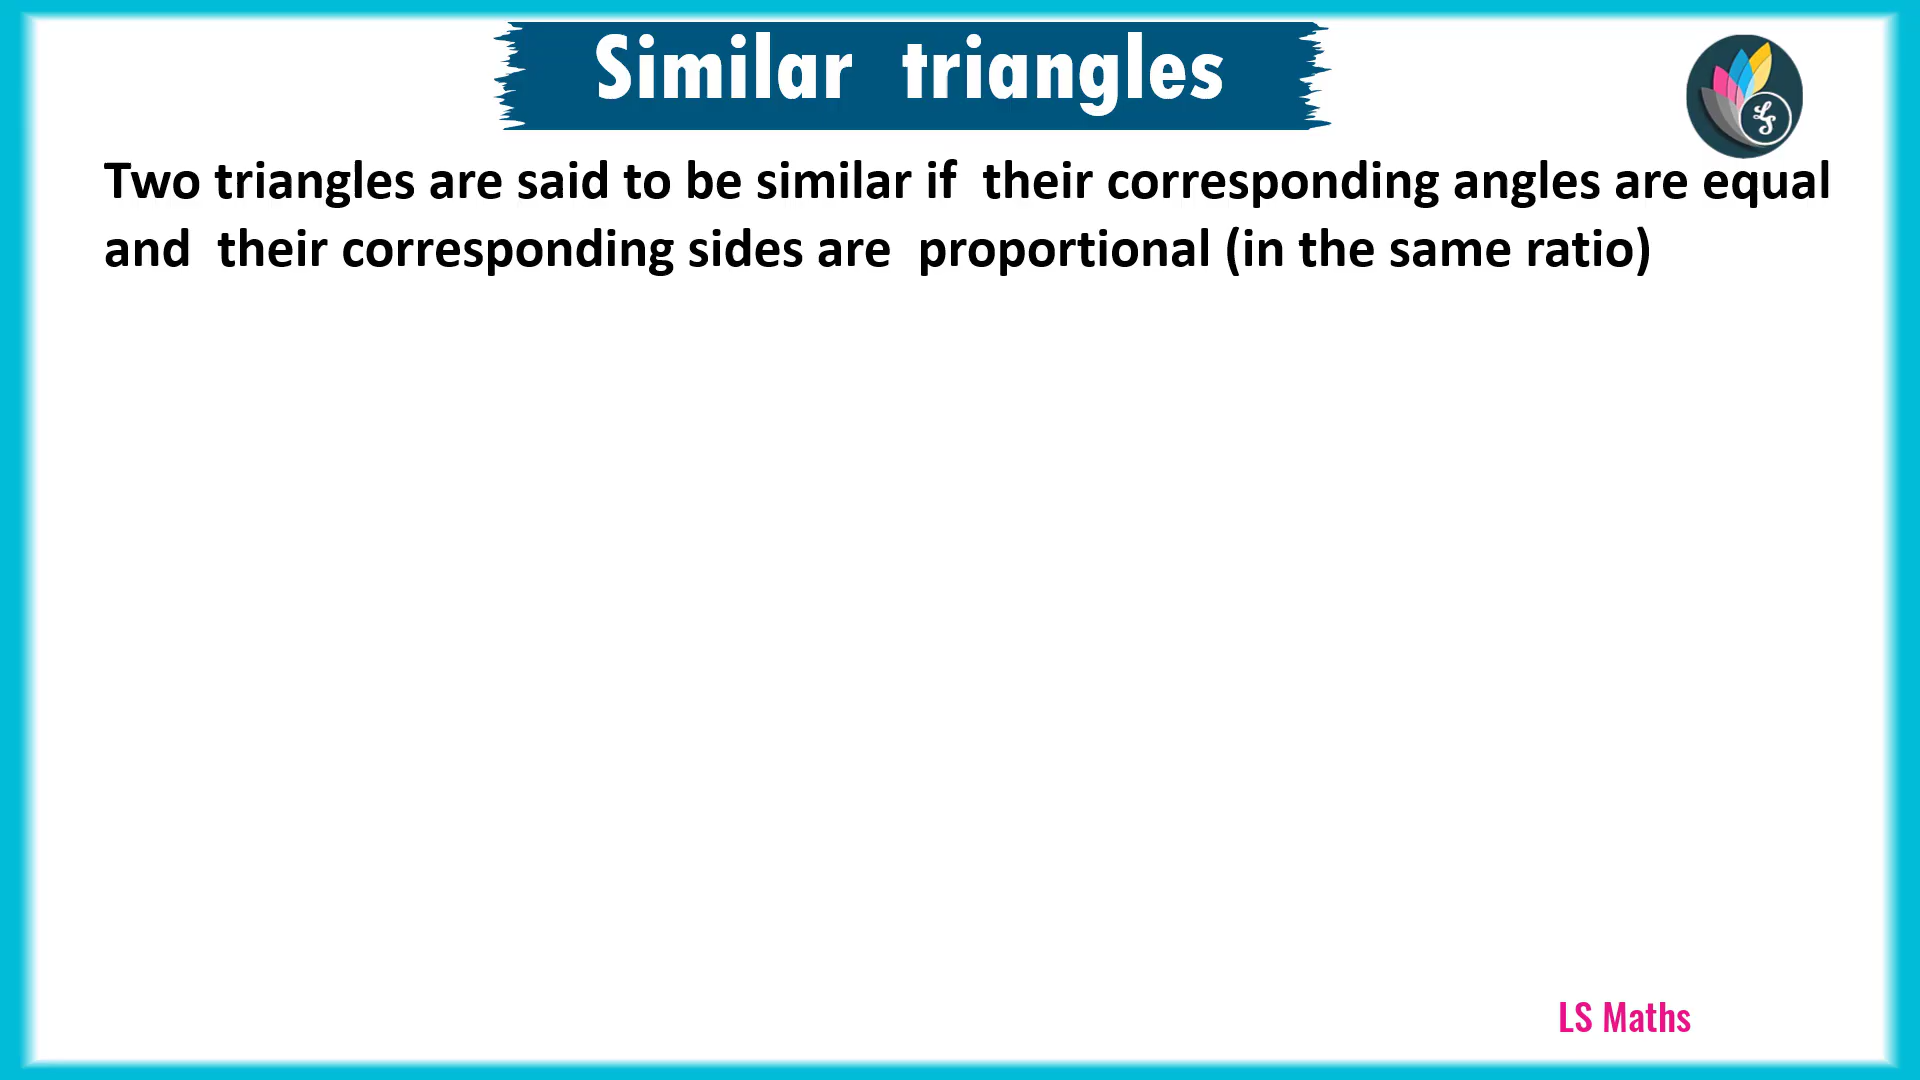 Similar triangles
LS
Two triangles are said to be similar if their corresponding angles are equal
and their corresponding sides are proportional (in the same ratio)
LS Maths